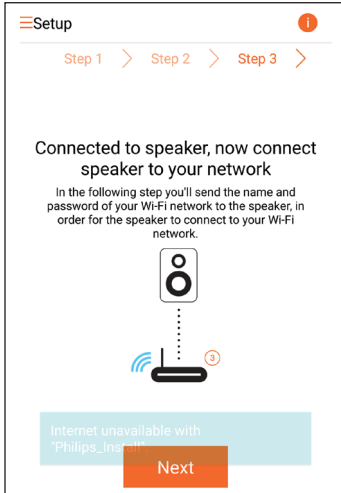 Setup
i
Step 1 > Step 2 > Step 3 >
Connected to speaker, now connect
speaker to your network
In the following step you'll send the name and
password of your Wi-Fi network to the speaker, in
order for the speaker to connect to your Wi-Fi
network.
3
Internet unavailable with
"Philips_Install".
Next